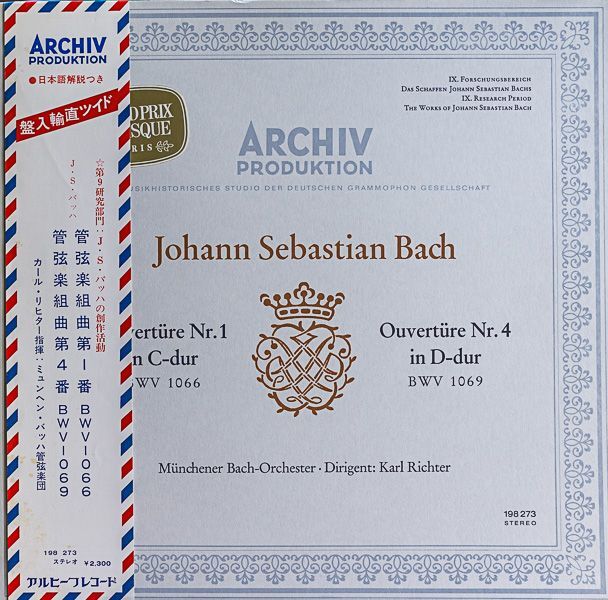 ARCHIV
PRODUKTION
●日本語解説つき
盤入輸直ツイド
☆第9研究部門:J・S・バッハの創作活動
J・S・バッハ
管弦楽組曲第1番 BWV1066
管弦楽組曲第4番 BWV1069
カール・リヒター指揮:ミュンヘン・バッハ管弦楽団
198 273
ステレオ ¥2,300
アルヒーフレコード
IX. Forschungsbereich
Das Schaffen Johann Sebastian Bachs
IX. Research Period
The Works of Johann Sebastian Bach
PRIX
ARCHIV
PRODUKTION
USIKHISTORISCHES STUDIO DER DEUTSCHEN GRAMMOPHON GESELLSCHAFT
Johann Sebastian Bach
vertüre Nr. 1
n C-dur
BWV 1066
Ouvertüre Nr. 4
in D-dur
BWV 1069
Münchener Bach-Orchester · Dirigent: Karl Richter
198 273
STEREO